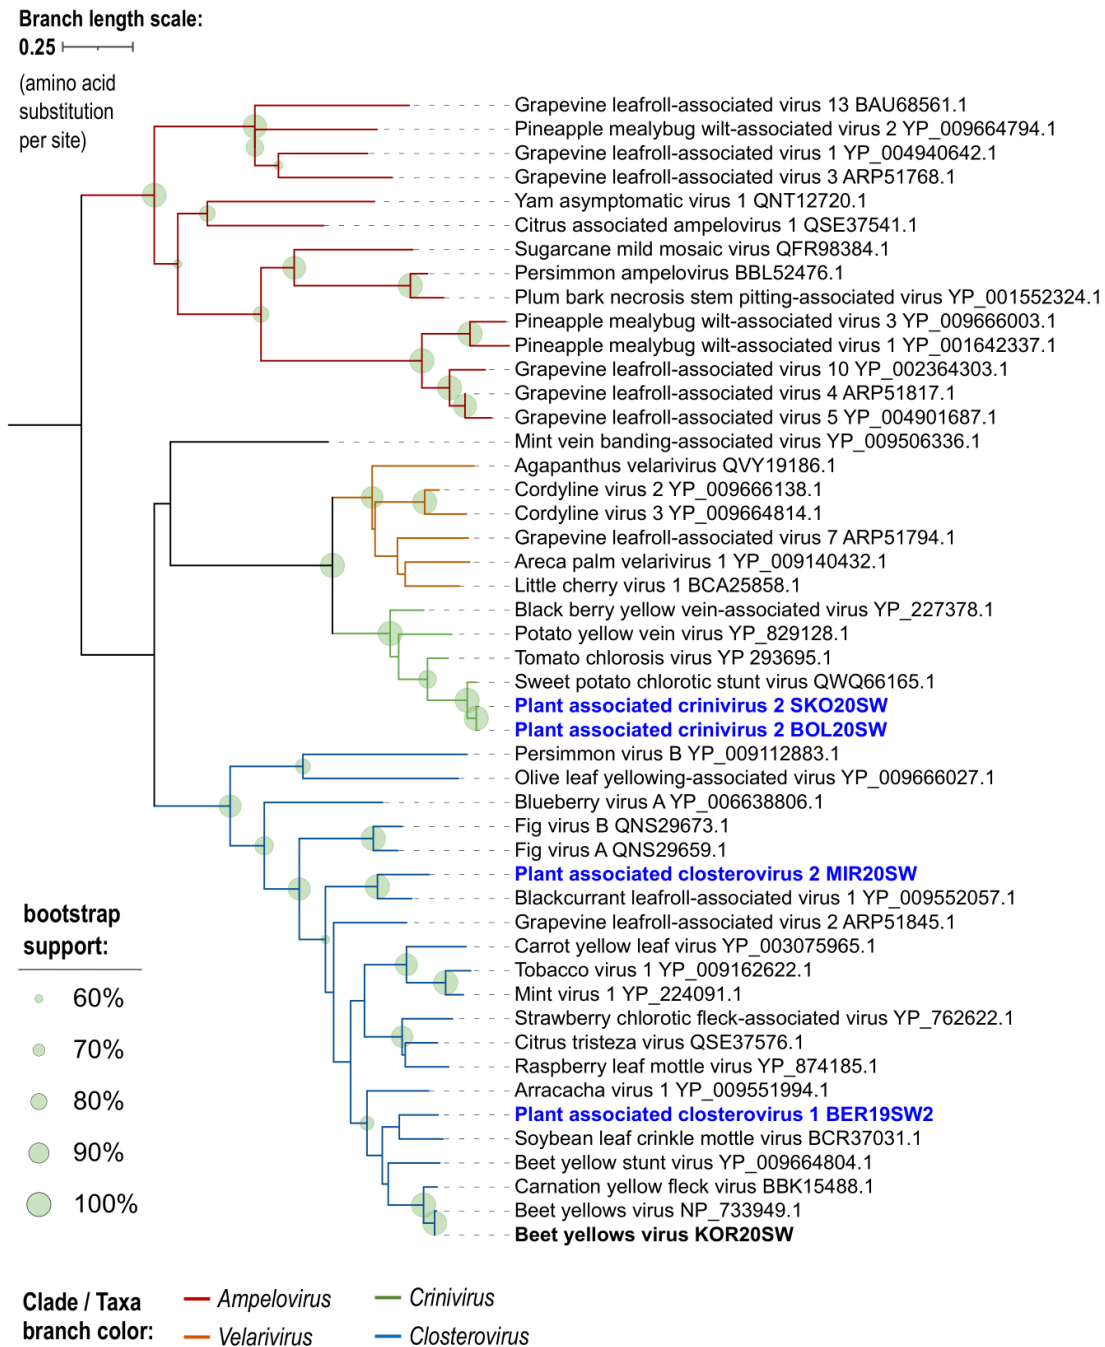 Branch length scale:
0.25
(amino acid
substitution
per site)
Grapevine leafroll-associated virus 13 BAU68561.1
Pineapple mealybug wilt-associated virus 2 YP_009664794.1
Grapevine leafroll-associated virus 1 YP_004940642.1
Grapevine leafroll-associated virus 3 ARP51768.1
Yam asymptomatic virus 1 QNT12720.1
Citrus associated ampelovirus 1 QSE37541.1
Sugarcane mild mosaic virus QFR98384.1
Persimmon ampelovirus BBL52476.1
Plum bark necrosis stem pitting-associated virus YP_001552324.1
Pineapple mealybug wilt-associated virus 3 YP_009666003.1
Pineapple mealybug wilt-associated virus 1 YP_001642337.1
Grapevine leafroll-associated virus 10 YP_002364303.1
Grapevine leafroll-associated virus 4 ARP51817.1
Grapevine leafroll-associated virus 5 YP_004901687.1
Mint vein banding-associated virus YP_009506336.1
Agapanthus velarivirus QVY19186.1
Cordyline virus 2 YP_009666138.1
Cordyline virus 3 YP_009664814.1
Grapevine leafroll-associated virus 7 ARP51794.1
Areca palm velarivirus 1 YP_009140432.1
Little cherry virus 1 BCA25858.1
Black berry yellow vein-associated virus YP_227378.1
Potato yellow vein virus YP_829128.1
Tomato chlorosis virus YP 293695.1
Sweet potato chlorotic stunt virus QWQ66165.1
Plant associated crinivirus 2 SKO20SW
Plant associated crinivirus 2 BOL20SW
Persimmon virus B YP_009112883.1
Olive leaf yellowing-associated virus YP_009666027.1
Blueberry virus A YP_006638806.1
Fig virus B QNS29673.1
Fig virus A QNS29659.1
Plant associated closterovirus 2 MIR20SW
Blackcurrant leafroll-associated virus 1 YP_009552057.1
Grapevine leafroll-associated virus 2 ARP51845.1
Carrot yellow leaf virus YP_003075965.1
Tobacco virus 1 YP_009162622.1
Mint virus 1 YP_224091.1
Strawberry chlorotic fleck-associated virus YP_762622.1
Citrus tristeza virus QSE37576.1
Raspberry leaf mottle virus YP_874185.1
Arracacha virus 1 YP_009551994.1
Plant associated closterovirus 1 BER19SW2
Soybean leaf crinkle mottle virus BCR37031.1
Beet yellow stunt virus YP_009664804.1
Carnation yellow fleck virus BBK15488.1
Beet yellows virus NP_733949.1
Beet yellows virus KOR20SW
bootstrap
support:
60%
70%
80%
90%
100%
Clade / Taxa
branch color:
Ampelovirus
Crinivirus
Velarivirus
Closterovirus